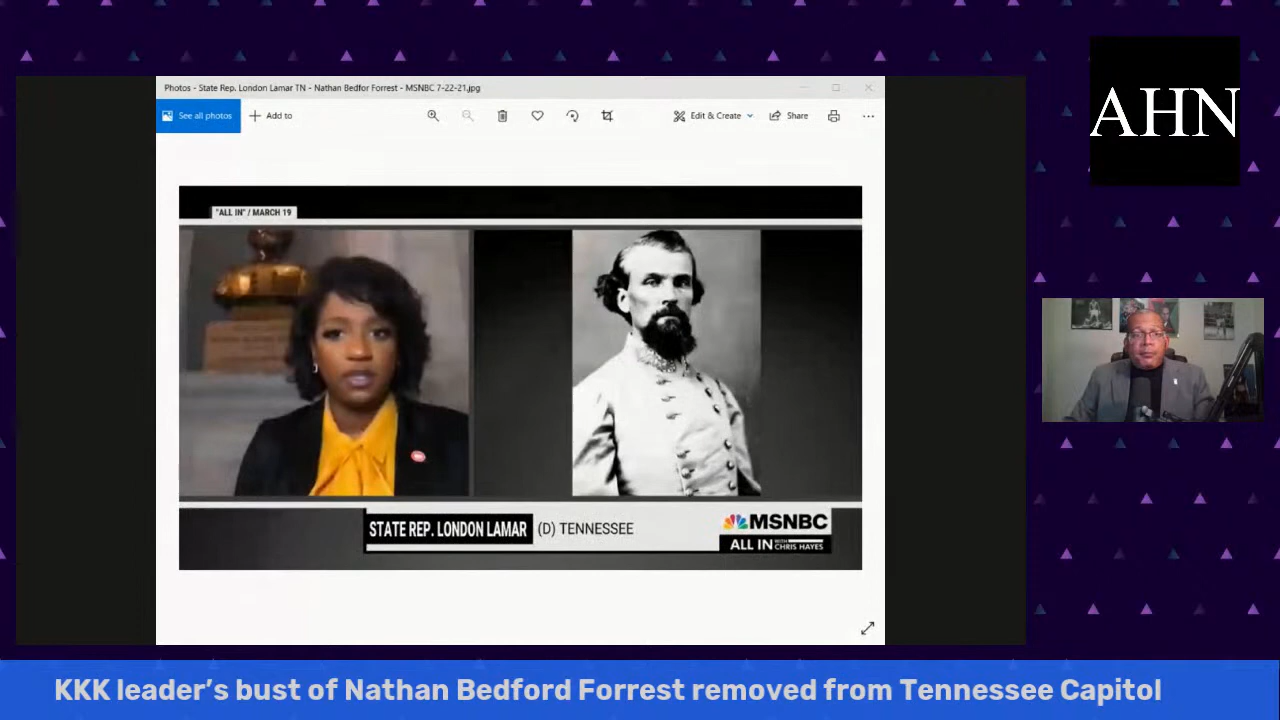 AHN
Photos - State Rep. London Lamar TN - Nathan Bedfor Forrest - MSNBC 7-22-21.jpg
See all photos
Add to
Edit & Create
Share
"ALL IN" / MARCH 19
STATE REP. LONDON LAMAR (D) TENNESSEE
MSNBC
ALL IN WITH CHRIS HAYES
KKK leader's bust of Nathan Bedford Forrest removed from Tennessee Capitol